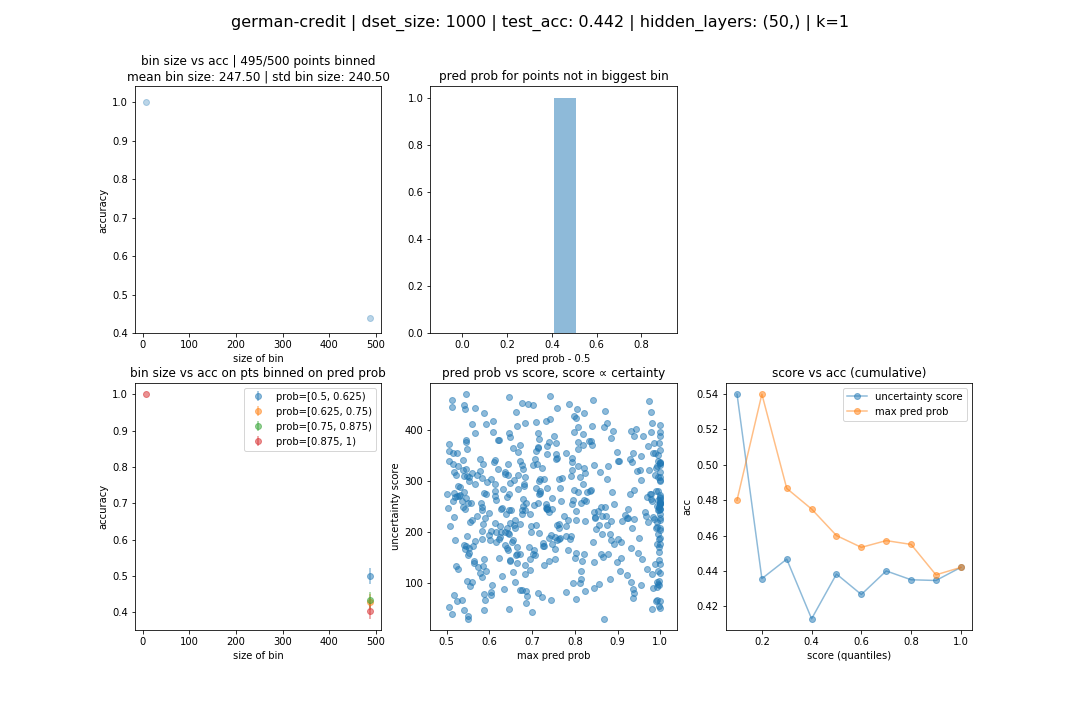 german-credit | dset_size: 1000 | test_acc: 0.442 | hidden_layers: (50,) | k=1
bin size vs acc | 495/500 points binned
mean bin size: 247.50 | std bin size: 240.50
1.0
0.9
0.8
0.7
0.6
0.5
0.4
accuracy
0
100
200
300
400
500
size of bin
pred prob for points not in biggest bin
1.0
0.8
0.6
0.4
0.2
0.0
0.0
0.2
0.4
0.6
0.8
pred prob - 0.5
bin size vs acc on pts binned on pred prob
1.0
0.9
0.8
0.7
0.6
0.5
0.4
accuracy
prob=[0.5, 0.625)
prob=[0.625, 0.75)
prob=[0.75, 0.875)
prob=[0.875, 1)
0
100
200
300
400
500
size of bin
pred prob vs score, score ∝ certainty
400
300
200
100
uncertainty score
0.5
0.6
0.7
0.8
0.9
1.0
max pred prob
score vs acc (cumulative)
0.54
0.52
0.50
0.48
0.46
0.44
0.42
acc
uncertainty score
max pred prob
0.2
0.4
0.6
0.8
1.0
score (quantiles)